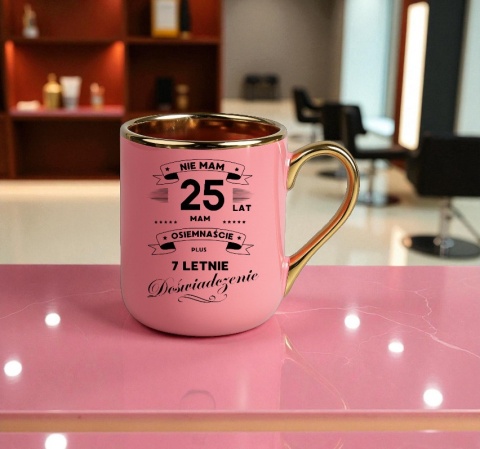 NIE MAM
25 LAT
MAM
OSIEMNAŚCIE
PLUS
7 LETNIE
Doświadczenie